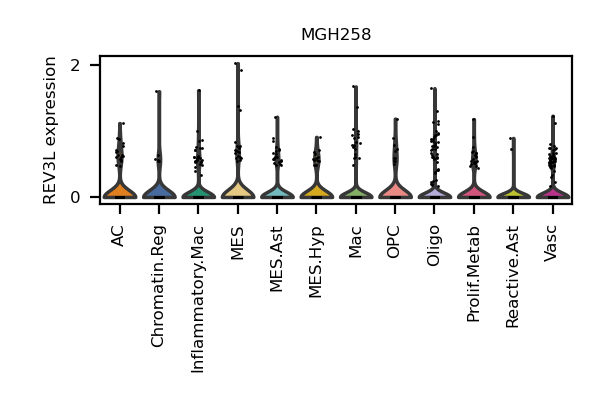 MGH258
REV3L expression
2
0
AC
Chromatin.Reg
Inflammatory.Mac
MES
MES.Ast
MES.Hyp
Mac
OPC
Oligo
Prolif.Metab
Reactive.Ast
Vasc